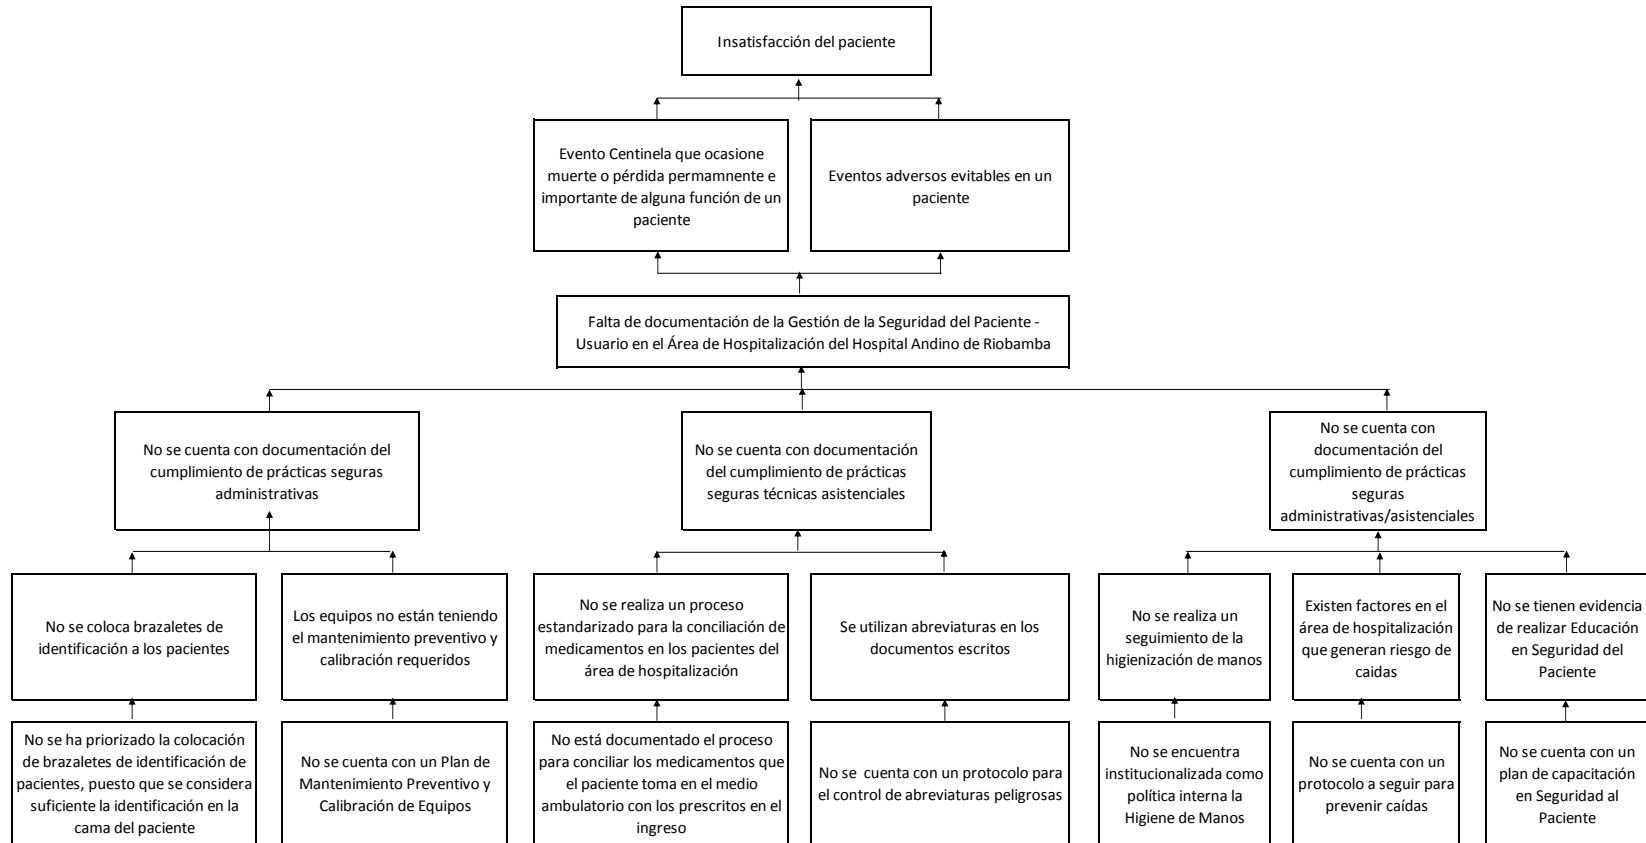 Insatisfacción del paciente
Evento Centinela que ocasione
muerte o pérdida permamnente e
importante de alguna función de un
paciente
Eventos adversos evitables en un
paciente
Falta de documentación de la Gestión de la Seguridad del Paciente -
Usuario en el Área de Hospitalización del Hospital Andino de Riobamba
No se cuenta con documentación del
cumplimiento de prácticas seguras
administrativas
No se cuenta con documentación
del cumplimiento de prácticas
seguras técnicas asistenciales
No se cuenta con
documentación del
cumplimiento de prácticas
seguras
administrativas/asistenciales
No se coloca brazaletes de
identificación a los pacientes
Los equipos no están teniendo
el mantenimiento preventivo y
calibración requeridos
No se realiza un proceso
estandarizado para la conciliación de
medicamentos en los pacientes del
área de hospitalización
Se utilizan abreviaturas en los
documentos escritos
No se realiza un
seguimiento de la
higienización de manos
Existen factores en el
área de hospitalización
que generan riesgo de
caidas
No se tienen evidencia
de realizar Educación
en Seguridad del
Paciente
No se ha priorizado la colocación
de brazaletes de identificación de
pacientes, puesto que se considera
suficiente la identificación en la
cama del paciente
No se cuenta con un Plan de
Mantenimiento Preventivo y
Calibración de Equipos
No está documentado el proceso
para conciliar los medicamentos que
el paciente toma en el medio
ambulatorio con los prescritos en el
ingreso
No se  cuenta con un protocolo para
el control de abreviaturas peligrosas
No se encuentra
institucionalizada como
política interna la
Higiene de Manos
No se cuenta con un
protocolo a seguir para
prevenir caídas
No se cuenta con un
plan de capacitación
en Seguridad al
Paciente